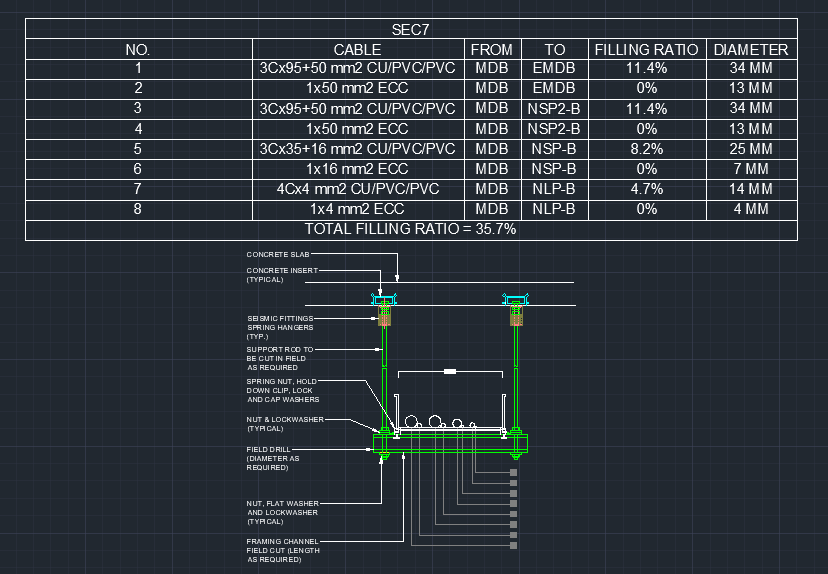 SEC7
NO. CABLE FROM TO FILLING RATIO DIAMETER
1 3Cx95+50 mm2 CU/PVC/PVC MDB EMDB 11.4% 34 MM
2 1x50 mm2 ECC MDB EMDB 0% 13 MM
3 3Cx95+50 mm2 CU/PVC/PVC MDB NSP2-B 11.4% 34 MM
4 1x50 mm2 ECC MDB NSP2-B 0% 13 MM
5 3Cx35+16 mm2 CU/PVC/PVC MDB NSP-B 8.2% 25 MM
6 1x16 mm2 ECC MDB NSP-B 0% 7 MM
7 4Cx4 mm2 CU/PVC/PVC MDB NLP-B 4.7% 14 MM
8 1x4 mm2 ECC MDB NLP-B 0% 4 MM
TOTAL FILLING RATIO = 35.7%
CONCRETE SLAB
CONCRETE INSERT
(TYPICAL)
SEISMIC FITTINGS
SPRING HANGERS
(TYP.)
SUPPORT ROD TO
BE CUT IN FIELD
AS REQUIRED
SPRING NUT, HOLD
DOWN CLIP, LOCK
AND CAP WASHERS
NUT & LOCKWASHER
(TYPICAL)
FIELD DRILL
(DIAMETER AS
REQUIRED)
NUT, FLAT WASHER
AND LOCKWASHER
(TYPICAL)
FRAMING CHANNEL
FIELD CUT (LENGTH
AS REQUIRED)